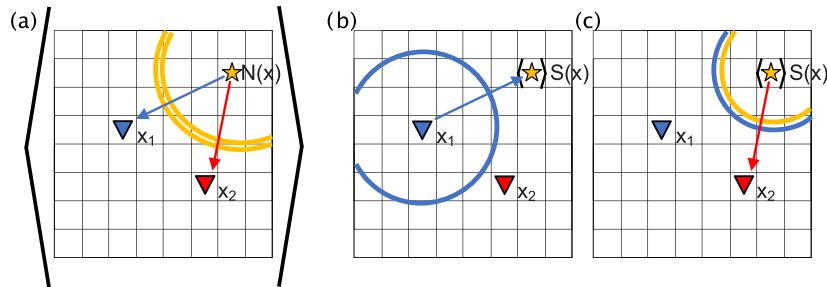 (a)
N(x)
x₁
x₂
(b)
⟨⟩ S(x)
x₁
x₂
(c)
⟨⟩ S(x)
x₁
x₂